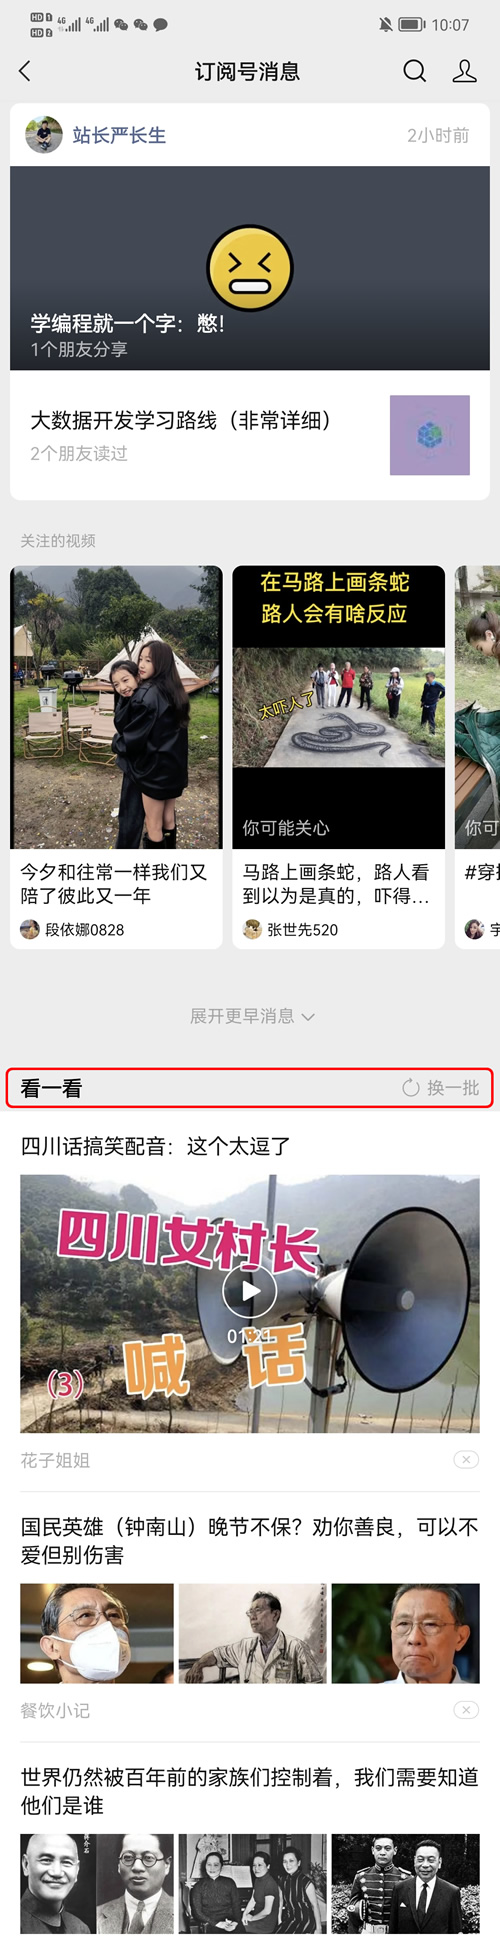 HD 1 4G 4G 10:07
HD 2
订阅号消息
站长严长生 2小时前
学编程就一个字：憋!
1个朋友分享
大数据开发学习路线（非常详细）
2个朋友读过
关注的视频
在马路上画条蛇
路人会有啥反应
太吓人了
你可能关心
你可
今夕和往常一样我们又
陪了彼此又一年
段依娜0828
马路上画条蛇，路人看
到以为是真的，吓得...
张世先520
#穿
展开更早消息
看一看 换一批
四川话搞笑配音：这个太逗了
四川女村长
01:21
(3)
喊话
花子姐姐
国民英雄（钟南山）晚节不保？劝你善良，可以不
爱但别伤害
餐饮小记
世界仍然被百年前的家族们控制着，我们需要知道
他们是谁
蒋介石